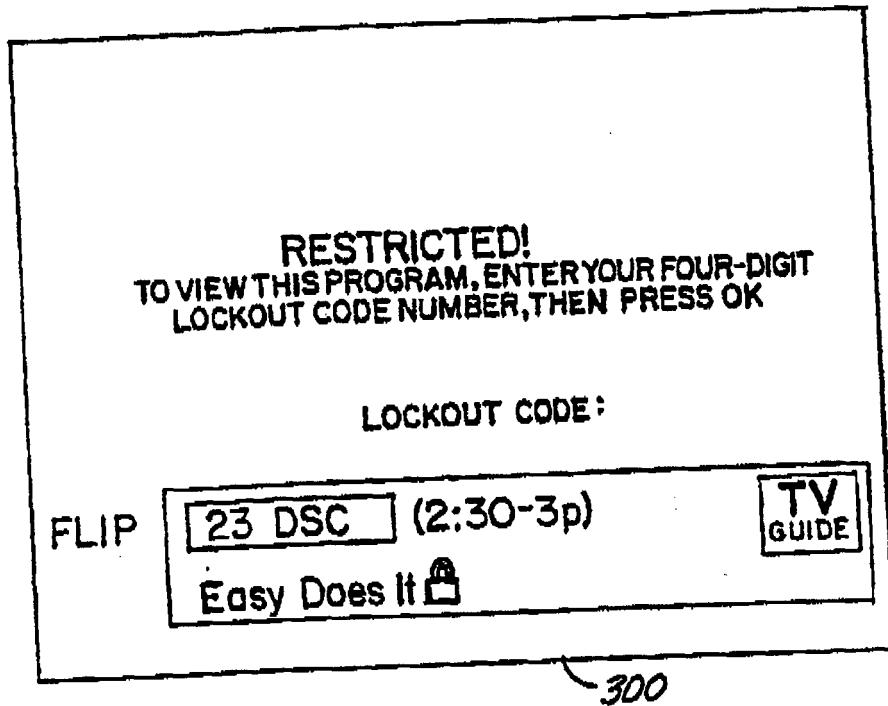 RESTRICTED!
TO VIEW THIS PROGRAM, ENTER YOUR FOUR-DIGIT
LOCKOUT CODE NUMBER, THEN PRESS OK
LOCKOUT CODE:
FLIP
23 DSC (2:30-3p)
TV
GUIDE
Easy Does It
300